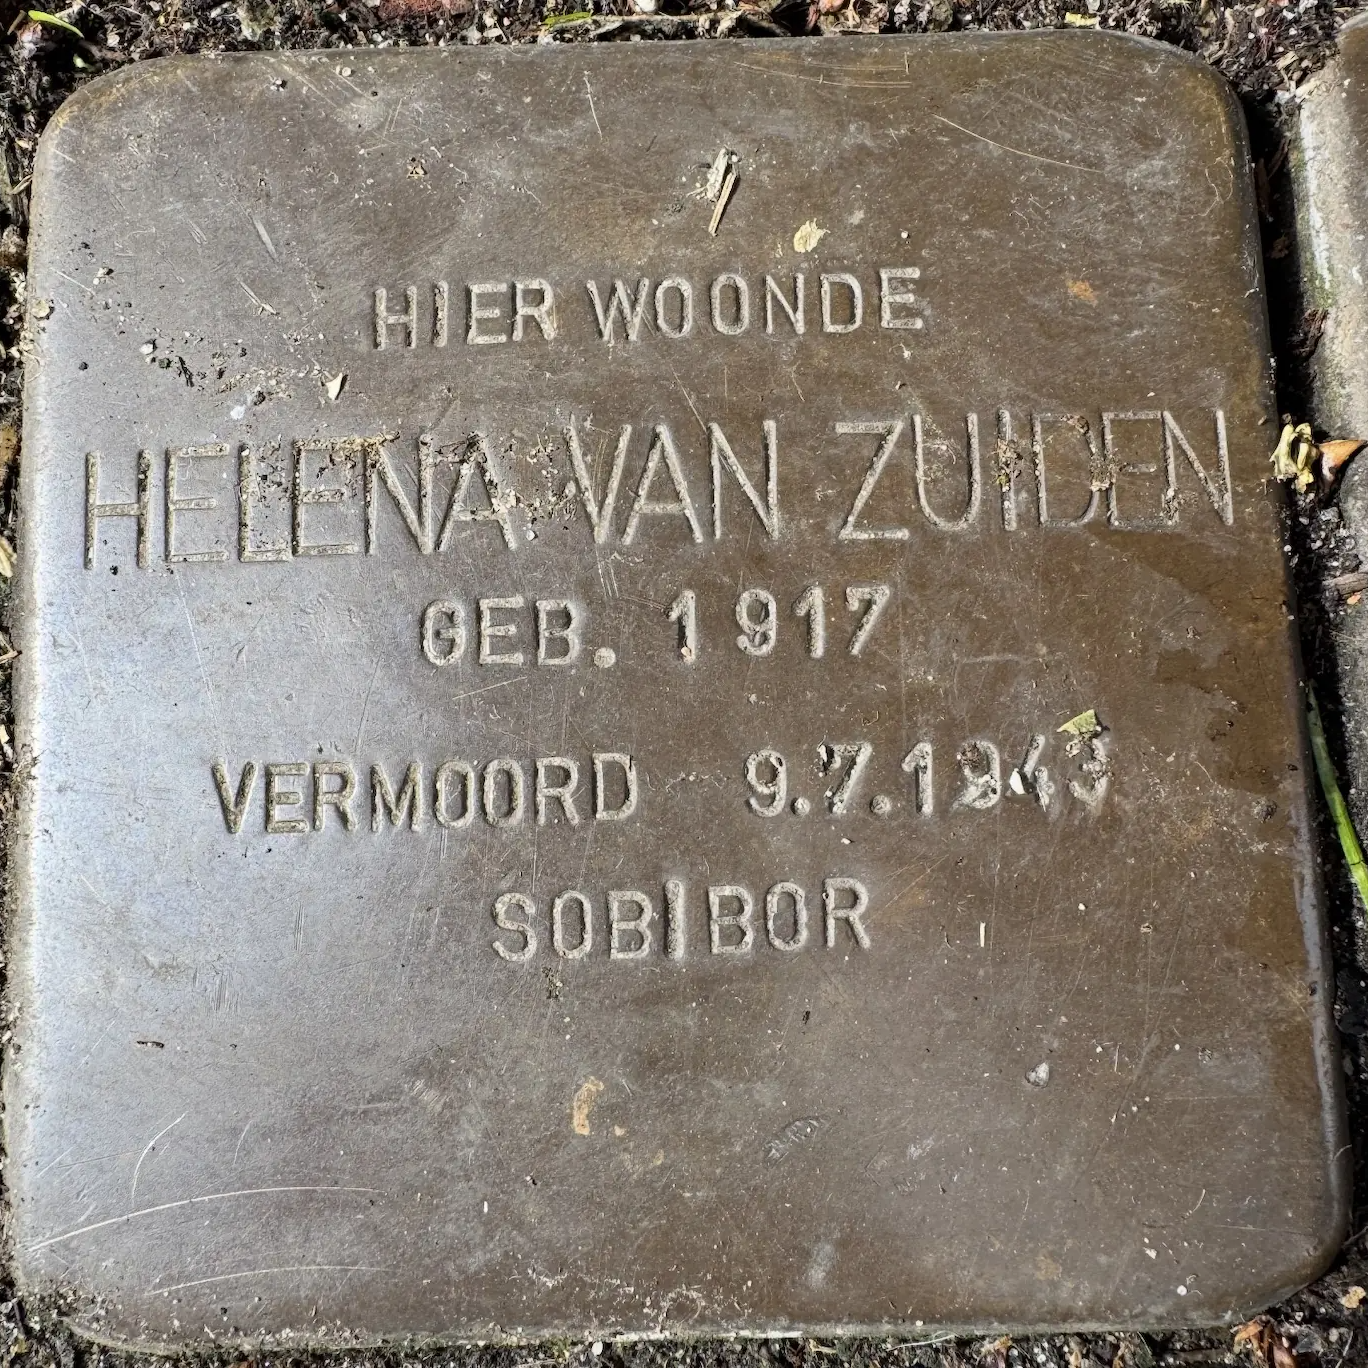 HIER WOONDE
HELENA VAN ZUIDEN
GEB. 1917
VERMOORD 9.7.1943
SOBIBOR